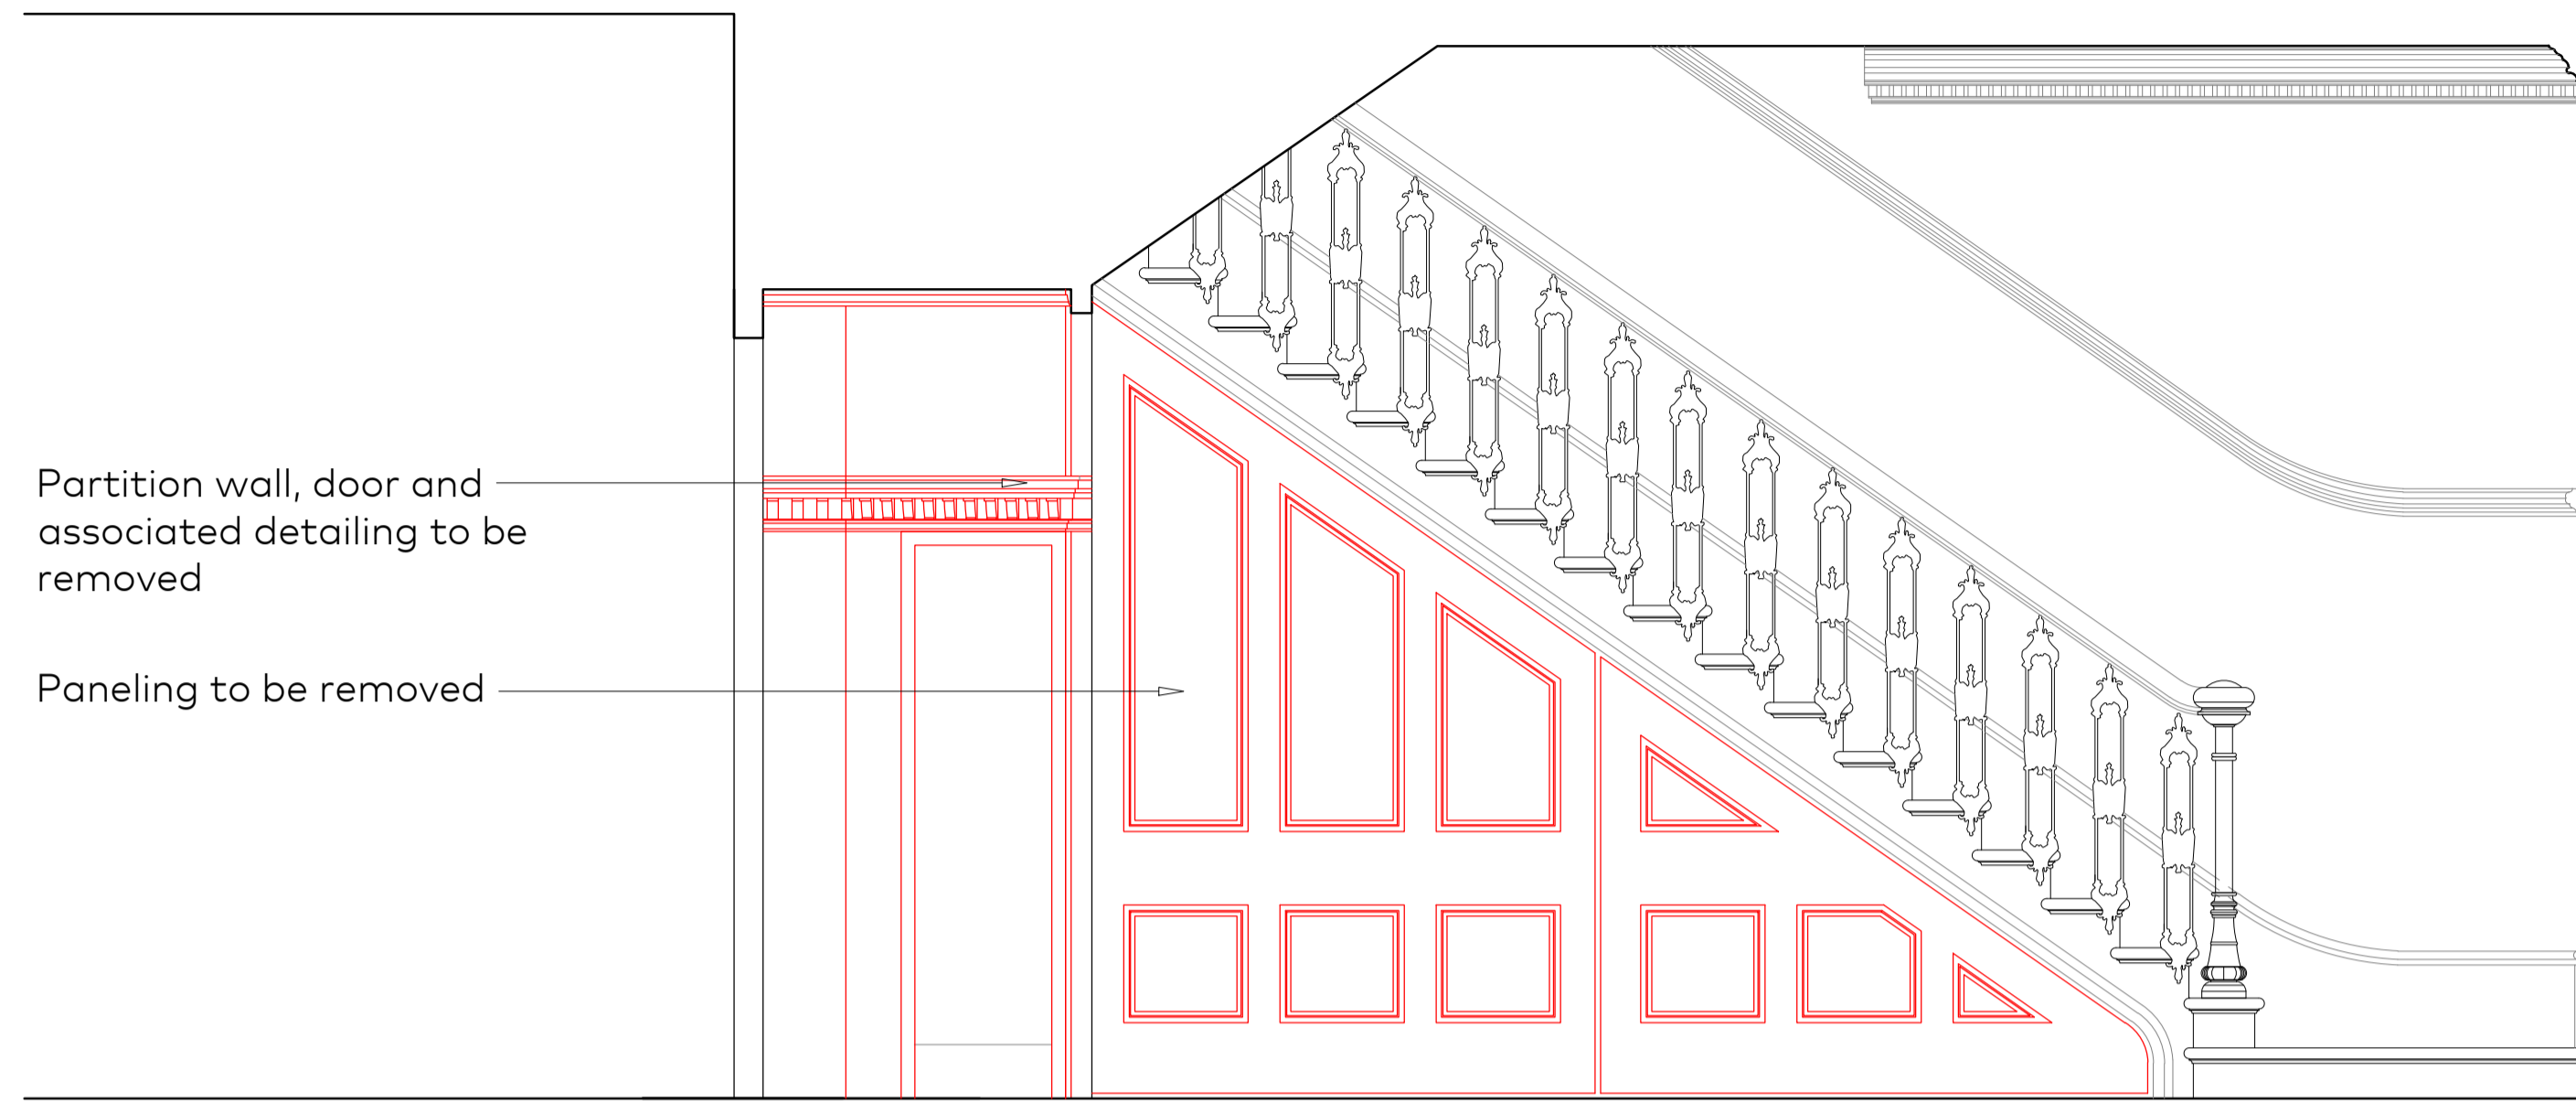 Partition wall, door and
associated detailing to be
removed
Paneling to be removed